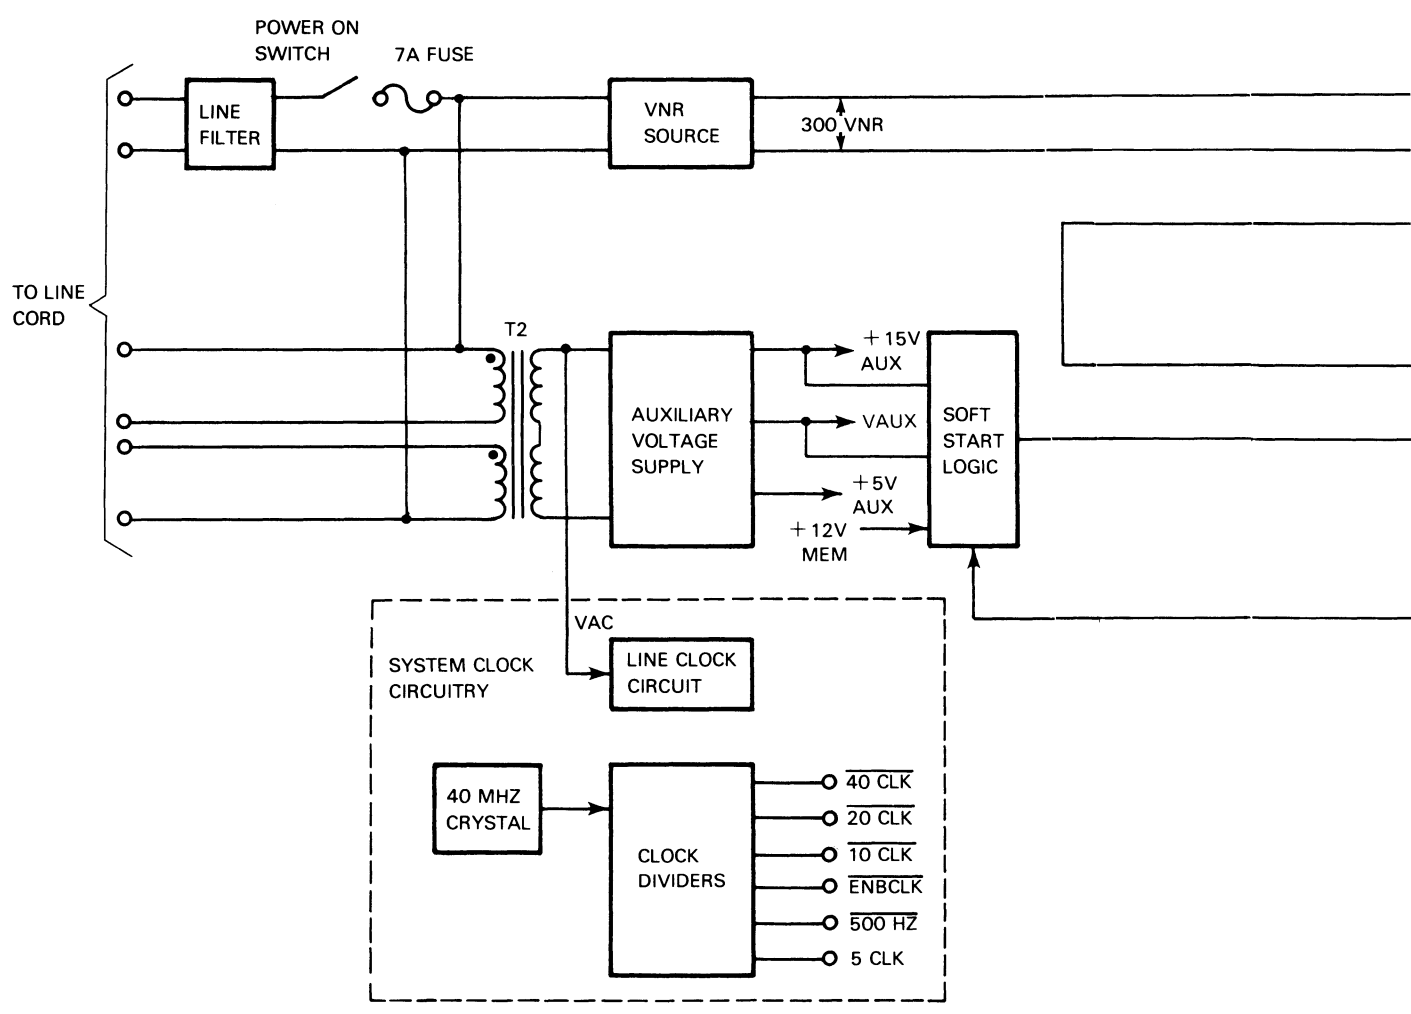 POWER ON
SWITCH
7A FUSE
LINE
FILTER
VNR
SOURCE
300 VNR
TO LINE
CORD
T2
AUXILIARY
VOLTAGE
SUPPLY
+15V
AUX
VAUX
+5V
AUX
+12V
MEM
SOFT
START
LOGIC
VAC
SYSTEM CLOCK
CIRCUITRY
LINE CLOCK
CIRCUIT
40 MHZ
CRYSTAL
CLOCK
DIVIDERS
40 CLK
20 CLK
10 CLK
ENBCLK
500 HZ
5 CLK